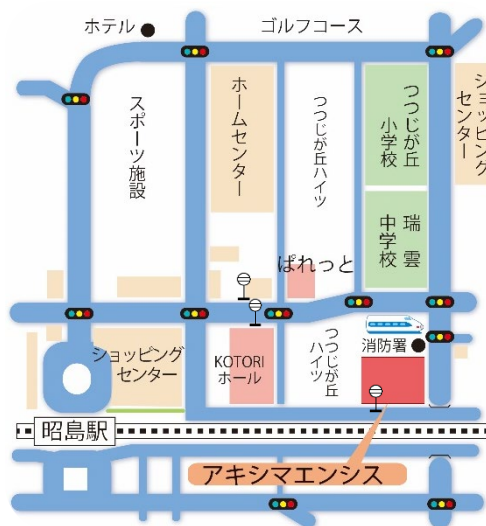 ホテル
ゴルフコース
スポーツ施設
ホームセンター
つつじが丘ハイツ
つつじが丘
小学校
ショッピング
センター
瑞雲
中学校
ぱれっと
ショッピング
センター
KOTORI
ホール
つつじが丘
ハイツ
消防署
昭島駅
アキシマエンシス